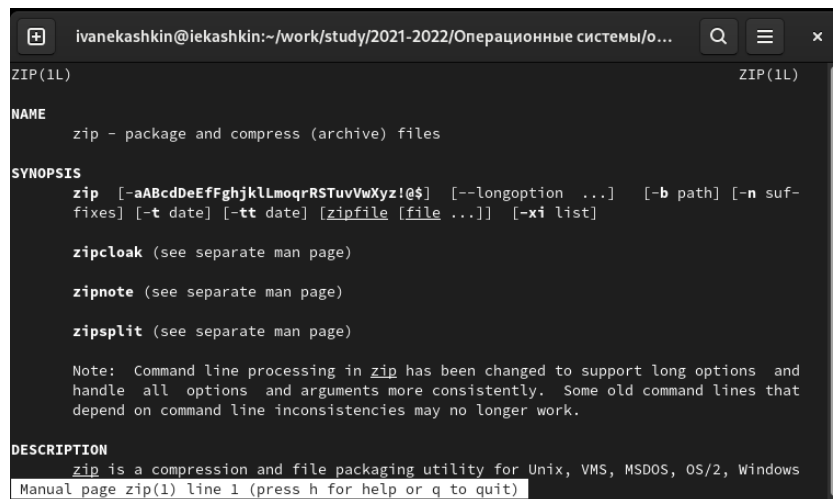 ivanekashkin@iekashkin:~/work/study/2021-2022/Операционные системы/о...
ZIP(1L) ZIP(1L)
NAME
zip - package and compress (archive) files
SYNOPSIS
zip [-aABcdDeEfFghjklLmoqrRSTuvVwXyz!@$] [--longoption ...] [-b path] [-n suf-
fixes] [-t date] [-tt date] [zipfile [file ...]] [-xi list]
zipcloak (see separate man page)
zipnote (see separate man page)
zipsplit (see separate man page)
Note: Command line processing in zip has been changed to support long options and
handle all options and arguments more consistently. Some old command lines that
depend on command line inconsistencies may no longer work.
DESCRIPTION
zip is a compression and file packaging utility for Unix, VMS, MSDOS, OS/2, Windows
Manual page zip(1) line 1 (press h for help or q to quit)